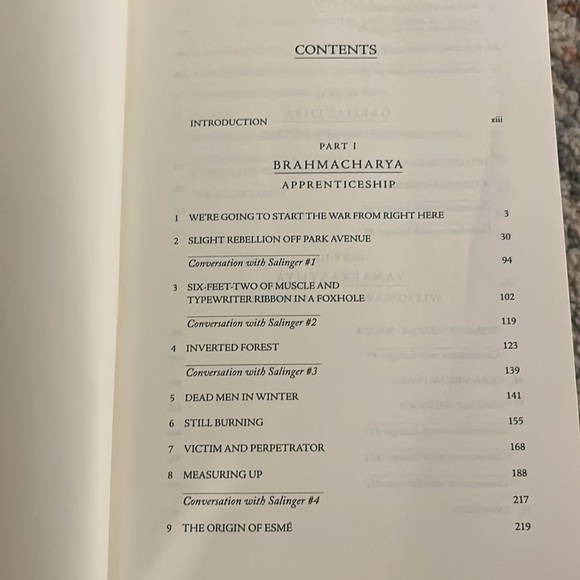 CONTENTS
INTRODUCTION xiii
PART I
BRAHMACHARYA
APPRENTICESHIP
1 WE'RE GOING TO START THE WAR FROM RIGHT HERE 3
2 SLIGHT REBELLION OFF PARK AVENUE 30
Conversation with Salinger #1 94
3 SIX-FEET-TWO OF MUSCLE AND
TYPEWRITER RIBBON IN A FOXHOLE 102
Conversation with Salinger #2 119
4 INVERTED FOREST 123
Conversation with Salinger #3 139
5 DEAD MEN IN WINTER 141
6 STILL BURNING 155
7 VICTIM AND PERPETRATOR 168
8 MEASURING UP 188
Conversation with Salinger #4 217
9 THE ORIGIN OF ESMÉ 219